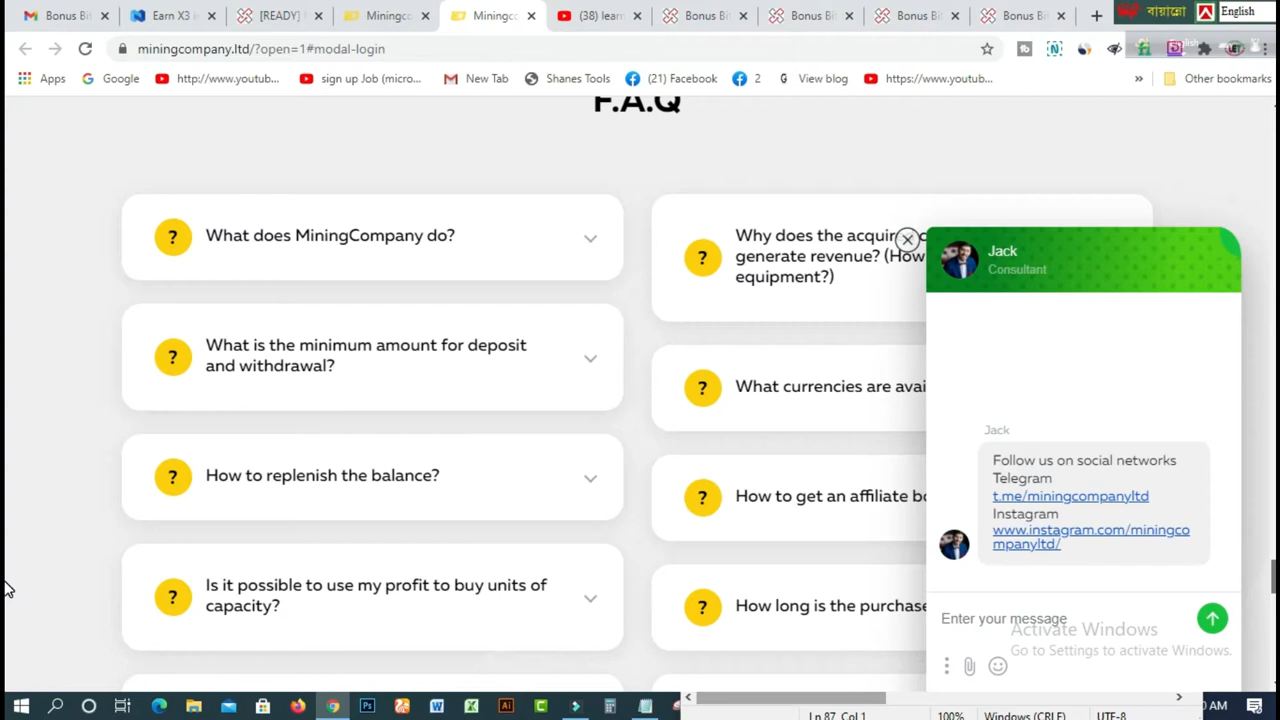 Bonus Bi
Earn X3 i
[READY]
Miningco
Miningco
(38) learn
Bonus Bi
Bonus Bi
Bonus Bi
Bonus Bi
বায়ান্নো
English
miningcompany.ltd/?open=1#modal-login
Apps
Google
http://www.youtub...
sign up Job (micro...
New Tab
Shanes Tools
(21) Facebook
2
View blog
https://www.youtub...
»
Other bookmarks
F.A.Q
? What does MiningCompany do?
? What is the minimum amount for deposit
and withdrawal?
? How to replenish the balance?
? Is it possible to use my profit to buy units of
capacity?
? Why does the acquir
generate revenue? (How
equipment?)
? What currencies are avai
? How to get an affiliate bo
? How long is the purchase
Jack
Consultant
Jack
Follow us on social networks
Telegram
t.me/miningcompanyltd
Instagram
www.instagram.com/miningco
mpanyltd/
Enter your message
Activate Windows
Go to Settings to activate Windows.
Ln 87, Col 1
100%
Windows (CRLF)
UTF-8
0 AM